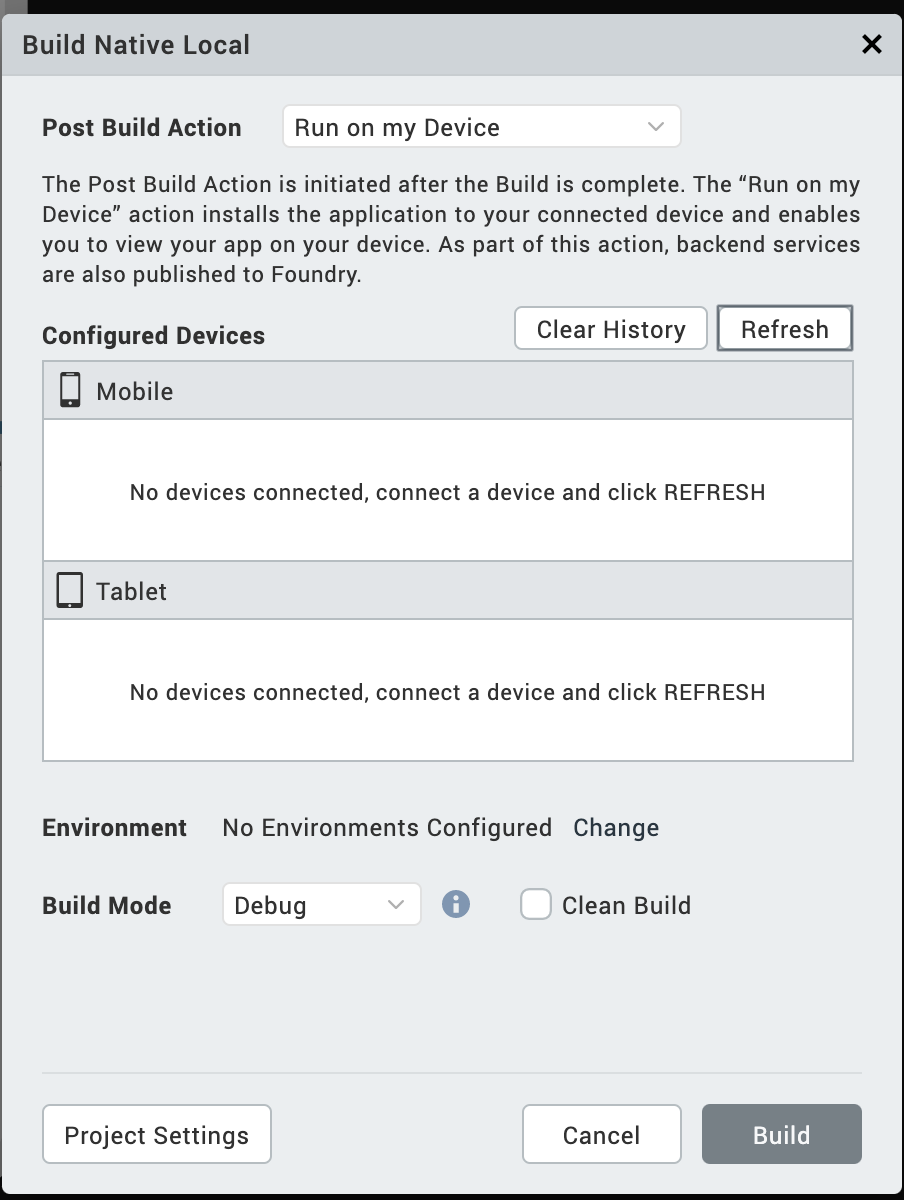 Build Native Local
Post Build Action Run on my Device
The Post Build Action is initiated after the Build is complete. The “Run on my
Device” action installs the application to your connected device and enables
you to view your app on your device. As part of this action, backend services
are also published to Foundry.
Configured Devices Clear History Refresh
Mobile
No devices connected, connect a device and click REFRESH
Tablet
No devices connected, connect a device and click REFRESH
Environment No Environments Configured Change
Build Mode Debug Clean Build
Project Settings Cancel Build